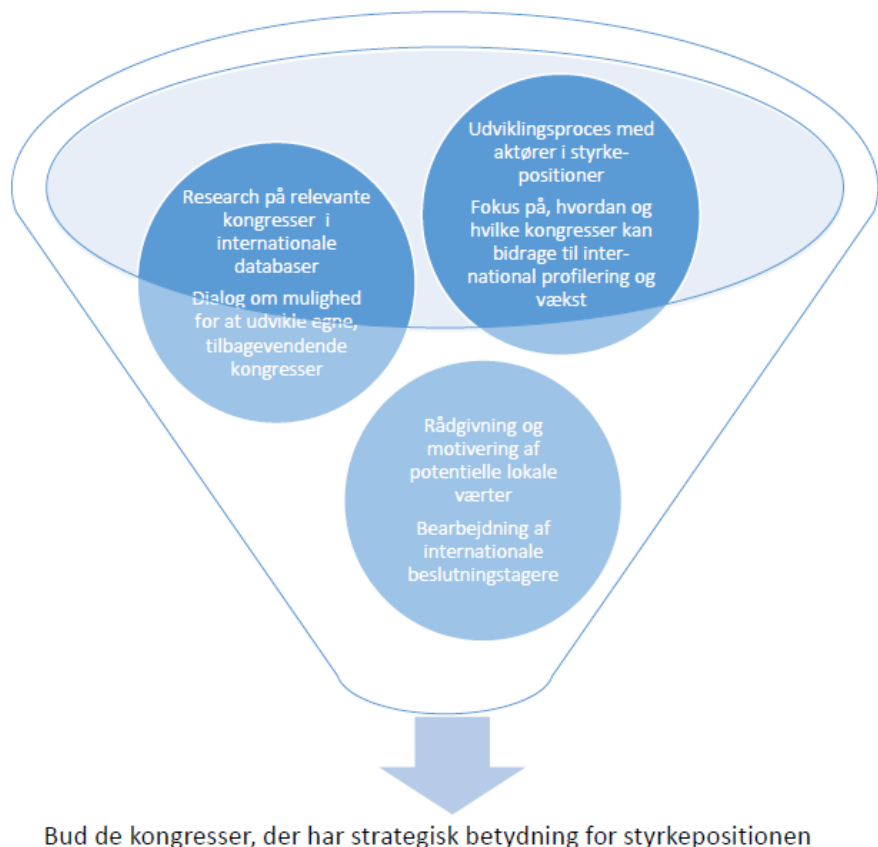 Udviklingsproces med
aktører i styrke-
positioner
Fokus på, hvordan og
hvilke kongresser kan
bidrage til inter-
national profilering og
vækst
Research på relevante
kongresser i
internationale
databaser
Dialog om mulighed
for at udvikle egne,
tilbagevendende
kongresser
Rådgivning og
motivering af
potentielle lokale
værter
Bearbejdning af
internationale
beslutningstagere
Bud de kongresser, der har strategisk betydning for styrkepositionen